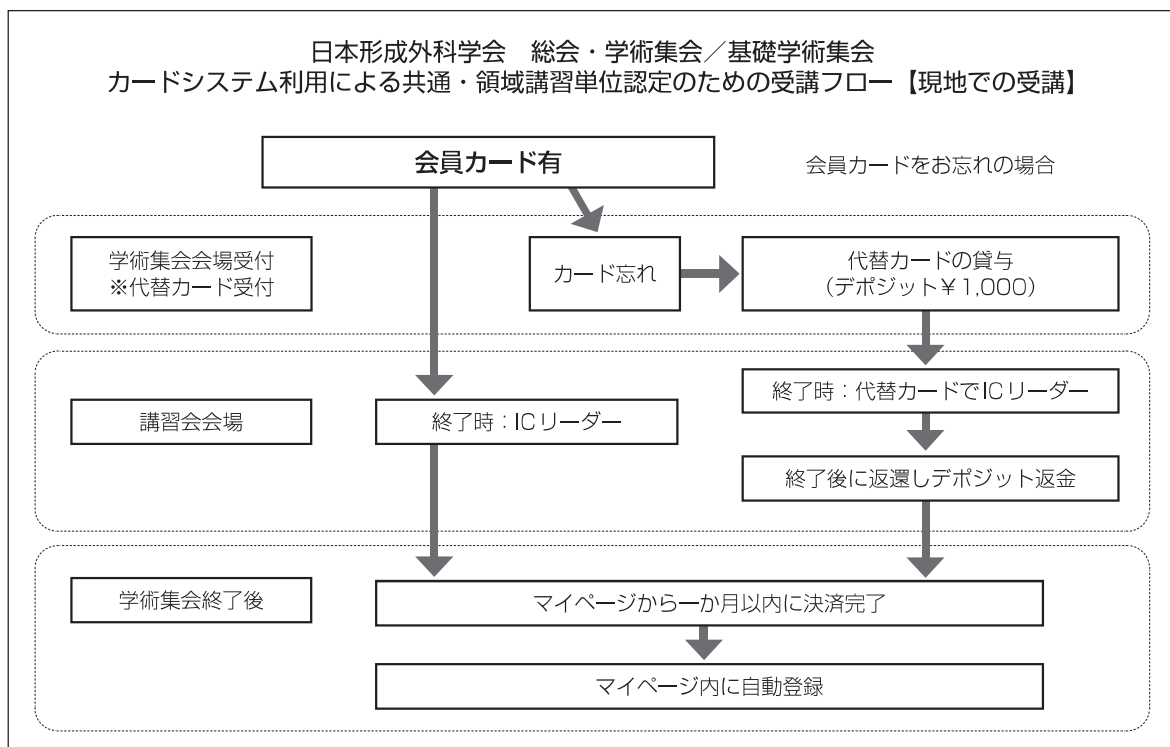 日本形成外科学会　総会・学術集会／基礎学術集会
カードシステム利用による共通・領域講習単位認定のための受講フロー【現地での受講】
会員カード有
会員カードをお忘れの場合
学術集会会場受付
※代替カード受付
カード忘れ
代替カードの貸与
（デポジット￥1,000）
講習会会場
終了時：ICリーダー
終了時：代替カードでICリーダー
終了後に返還しデポジット返金
学術集会終了後
マイページから一か月以内に決済完了
マイページ内に自動登録